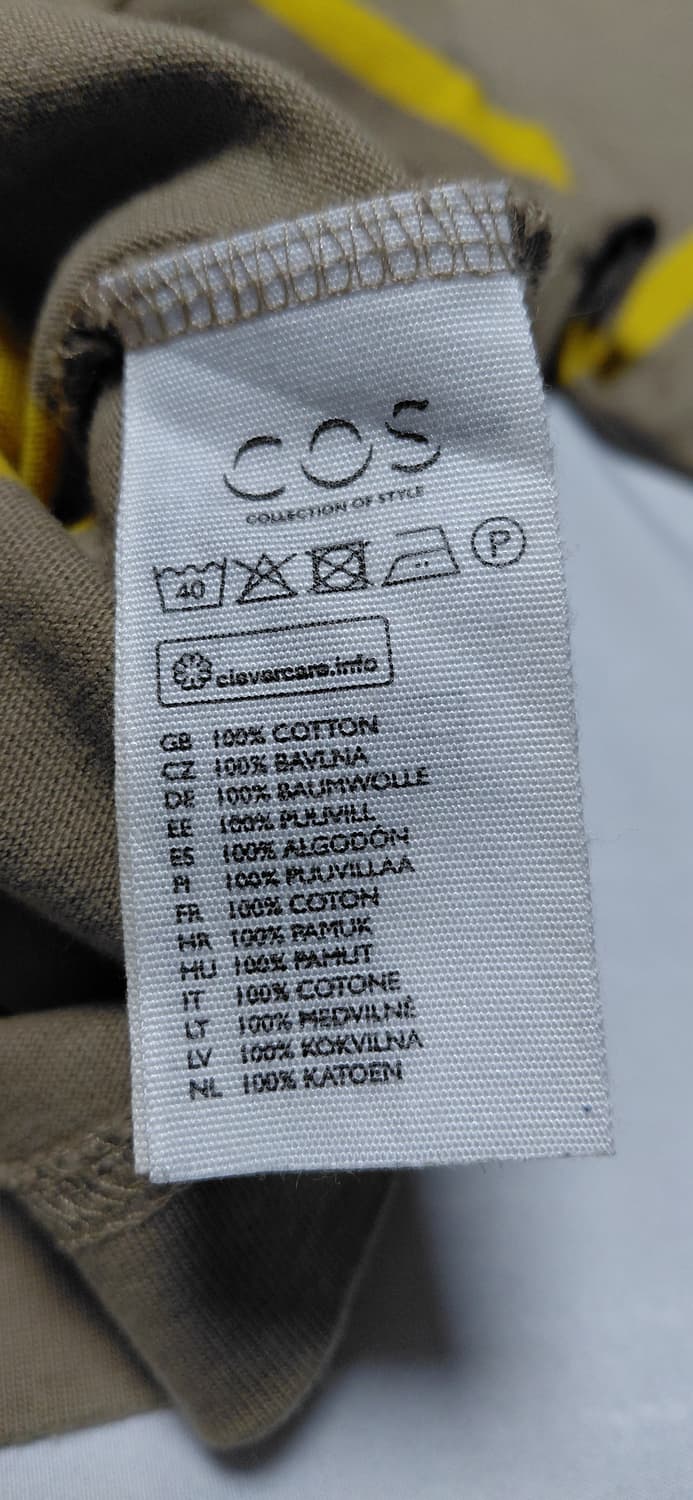 COS
COLLECTION OF STYLE
40 P
clevercare.info
GB 100% COTTON
CZ 100% BAVLNA
DE 100% BAUMWOLLE
EE 100% PUUVILL
ES 100% ALGODÓN
FI 100% PUUVILLAA
FR 100% COTON
HR 100% PAMUK
HU 100% PAMUT
IT 100% COTONE
LT 100% MEDVILNĖ
LV 100% KOKVILNA
NL 100% KATOEN